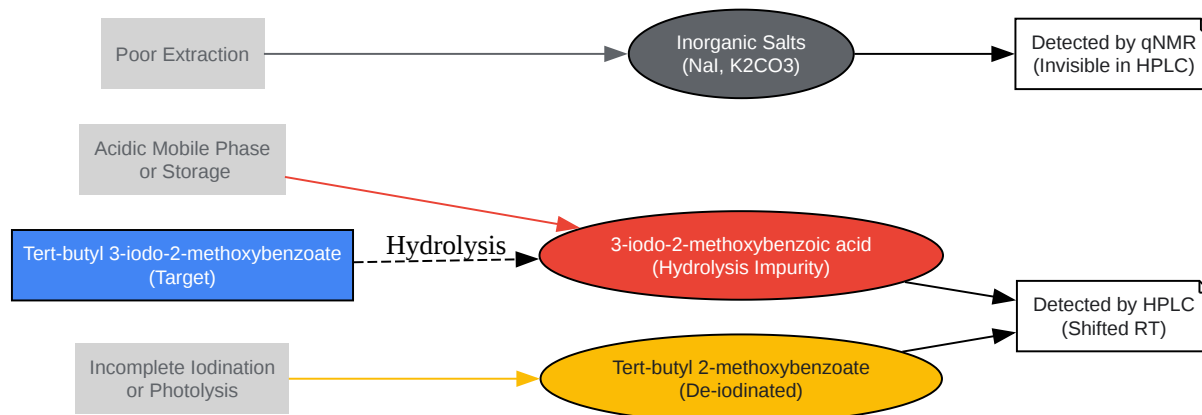 Poor Extraction
Inorganic Salts
(NaI, K2CO3)
Detected by qNMR
(Invisible in HPLC)
Acidic Mobile Phase
or Storage
Tert-butyl 3-iodo-2-methoxybenzoate
(Target)
Hydrolysis
3-iodo-2-methoxybenzoic acid
(Hydrolysis Impurity)
Detected by HPLC
(Shifted RT)
Incomplete Iodination
or Photolysis
Tert-butyl 2-methoxybenzoate
(De-iodinated)